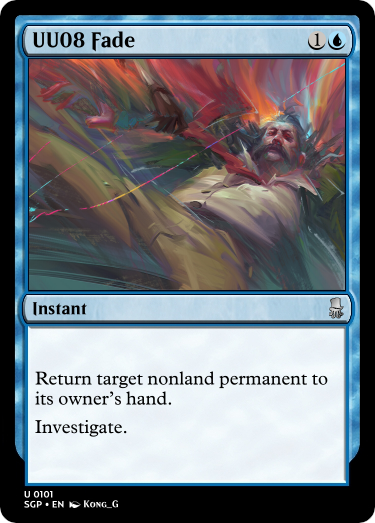 UU08 Fade
1
Instant
Return target nonland permanent to
its owner's hand.
Investigate.
U 0101
SGP • EN Kong_G